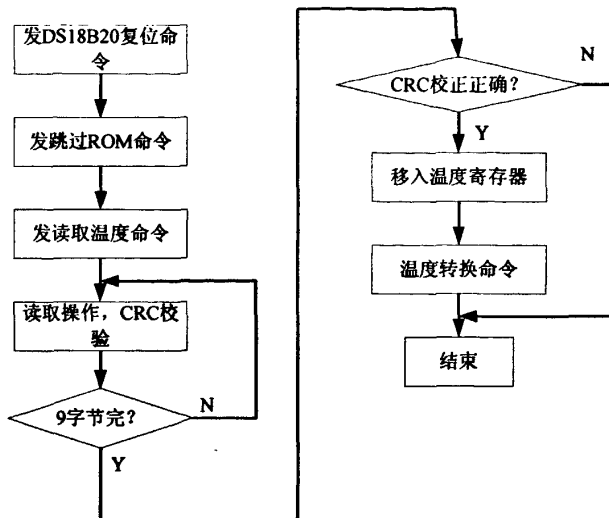 发DS18B20复位命
令
发跳过ROM命令
发读取温度命令
读取操作，CRC校
验
9字节完？
N
Y
CRC校正正确？
N
Y
移入温度寄存器
温度转换命令
结束